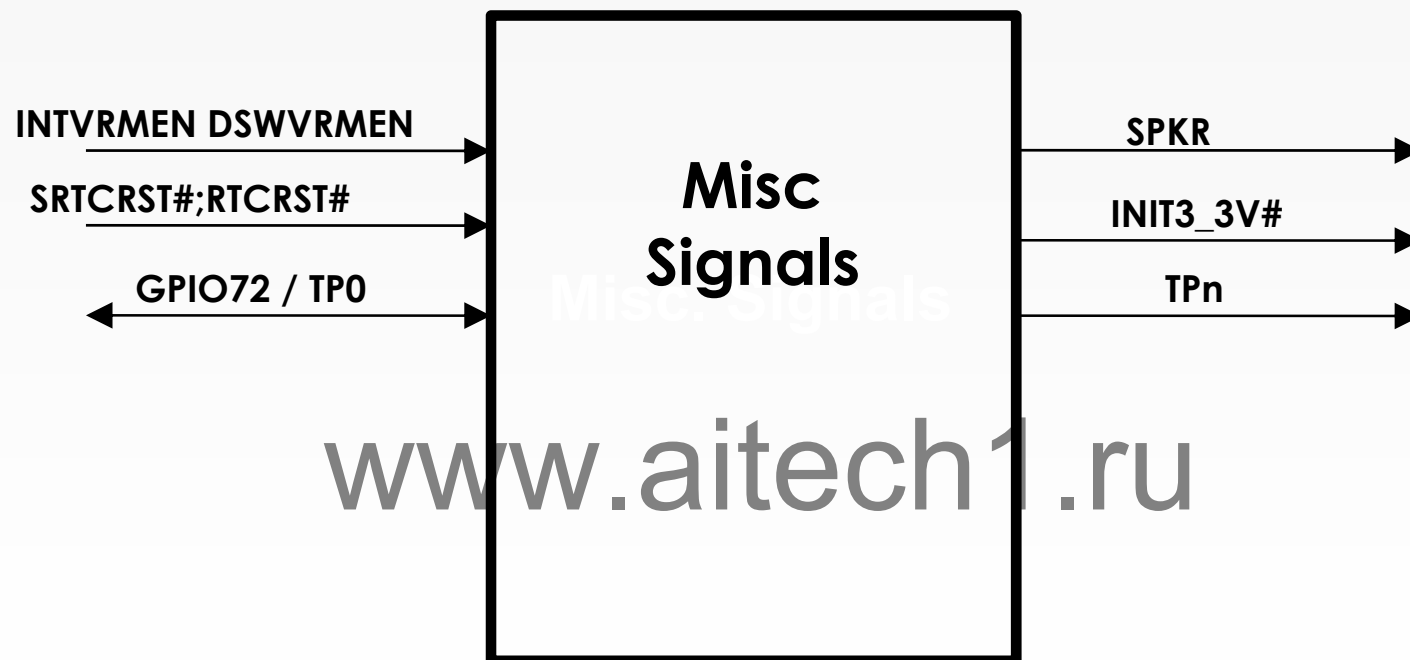 INTVRMEN DSWVRMEN
SRTCRST#;RTCRST#
GPIO72 / TP0
Misc
Signals
Misc. Signals
SPKR
INIT3_3V#
TPn
www.aitech1.ru